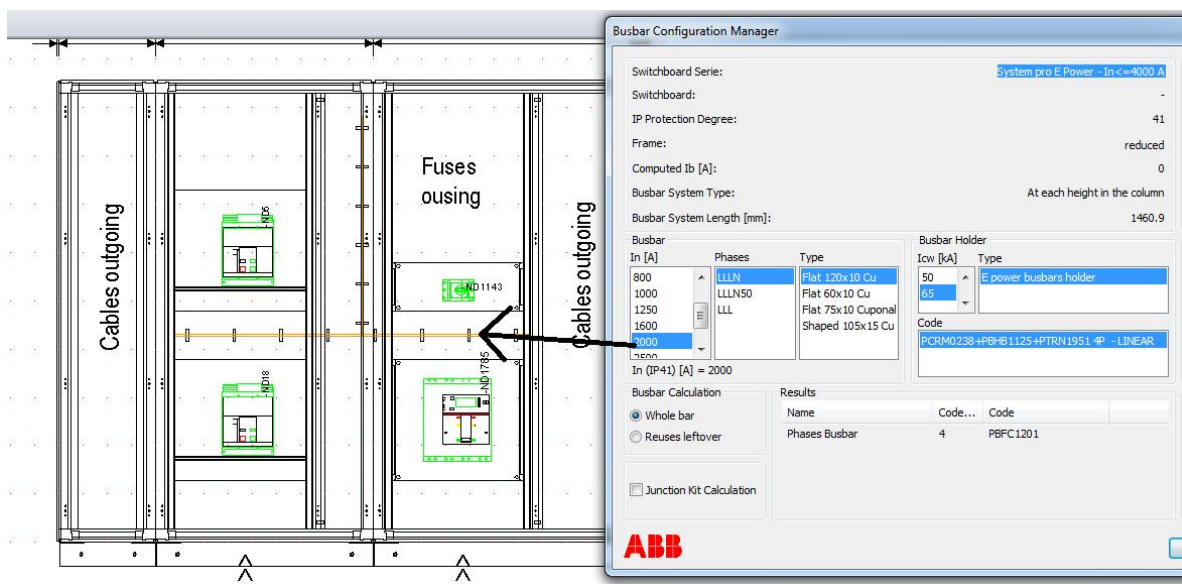 Cables outgoing
-ND6
-ND18
Fuses
ousing
-ND1143
-ND1785
Cables outgoing
Busbar Configuration Manager
Switchboard Serie: System pro E Power - In<=4000 A
Switchboard: -
IP Protection Degree: 41
Frame: reduced
Computed Ib [A]: 0
Busbar System Type: At each height in the column
Busbar System Length [mm]: 1460.9
Busbar
In [A] Phases Type
800 LLLN Flat 120x10 Cu
1000 LLLN50 Flat 60x10 Cu
1250 LLL Flat 75x10 Cuponal
1600 Shaped 105x15 Cu
2000
2500
In (IP41) [A] = 2000
Busbar Holder
Icw [kA] Type
50 E power busbars holder
65
Code
PCRM0238+PBHB1125+PTRN1951 4P - LINEAR
Busbar Calculation
Whole bar
Reuses leftover
Junction Kit Calculation
Results
Name Code... Code
Phases Busbar 4 PBFC1201
ABB